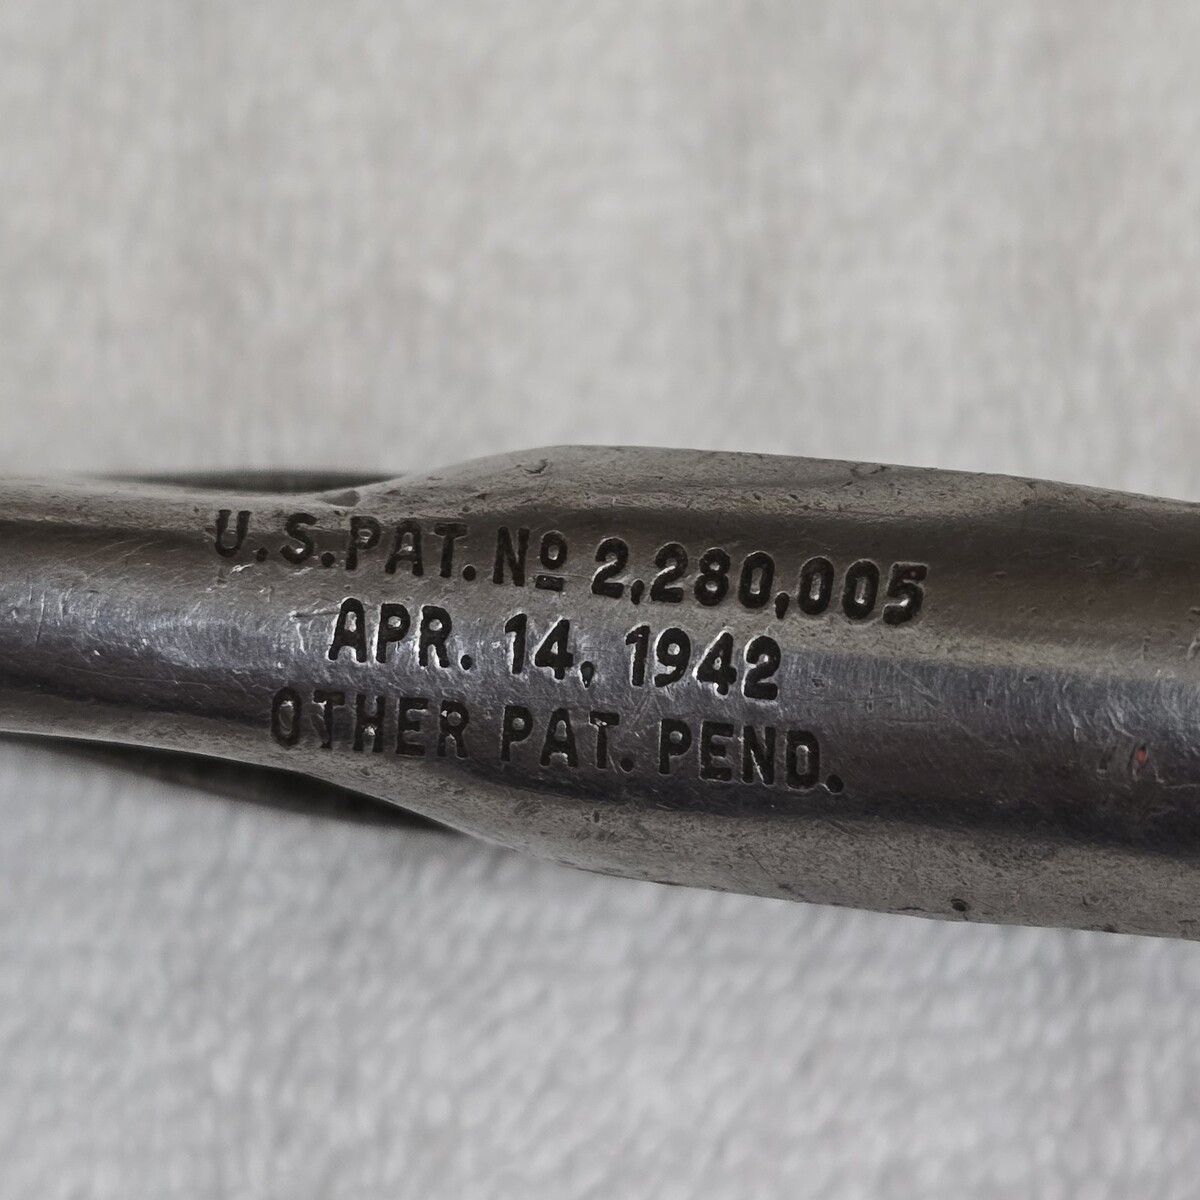 U.S.PAT.Nº 2,280,005
APR. 14, 1942
OTHER PAT. PEND.